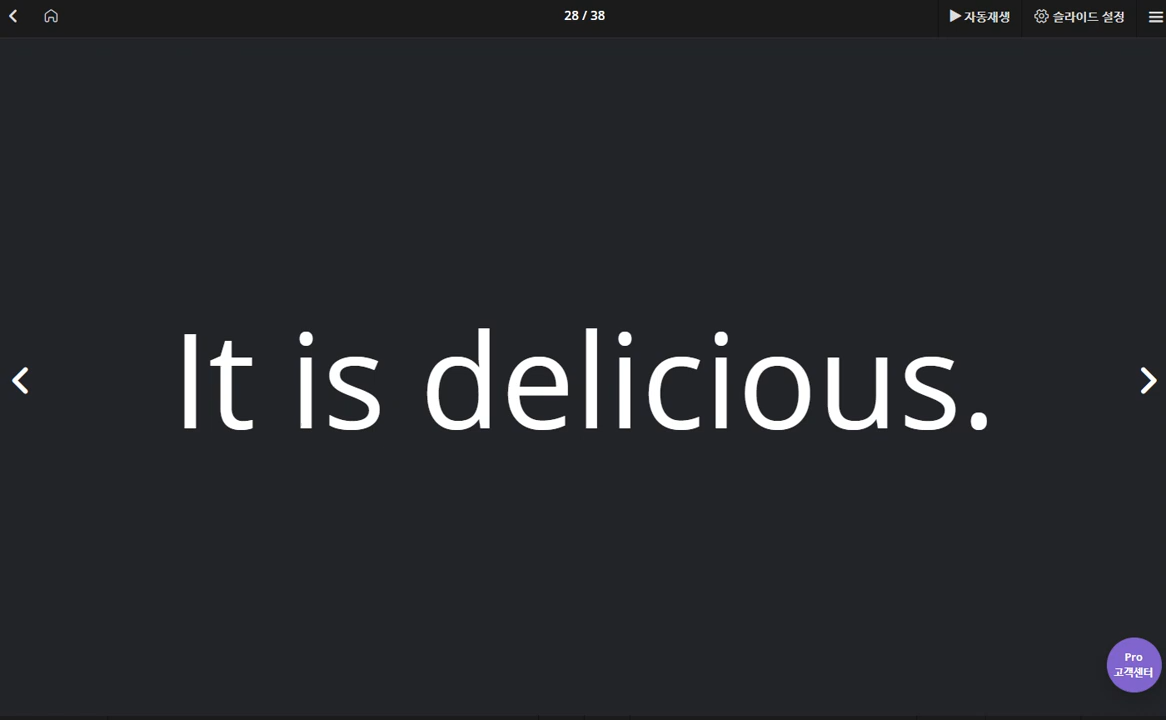 28 / 38
자동재생
슬라이드 설정
It is delicious.
Pro
고객센터